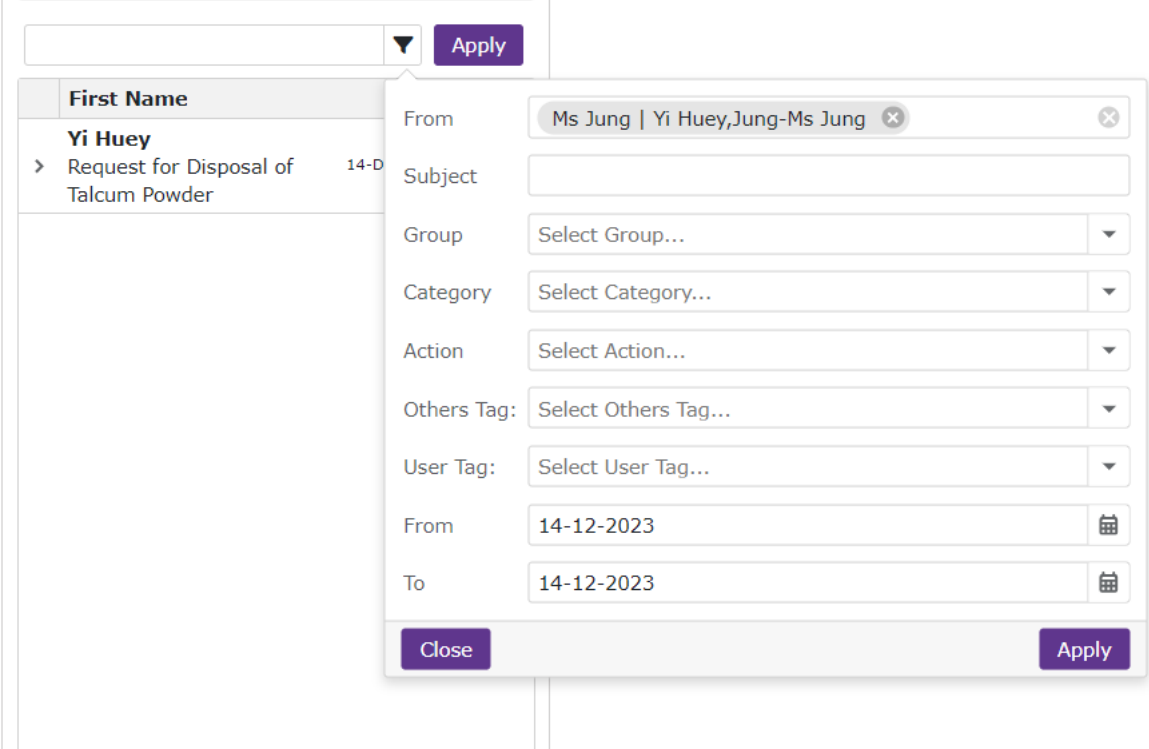 Apply
First Name
Yi Huey
Request for Disposal of
Talcum Powder
14-D
From
Ms Jung | Yi Huey,Jung-Ms Jung
Subject
Group
Select Group...
Category
Select Category...
Action
Select Action...
Others Tag:
Select Others Tag...
User Tag:
Select User Tag...
From
14-12-2023
To
14-12-2023
Close
Apply